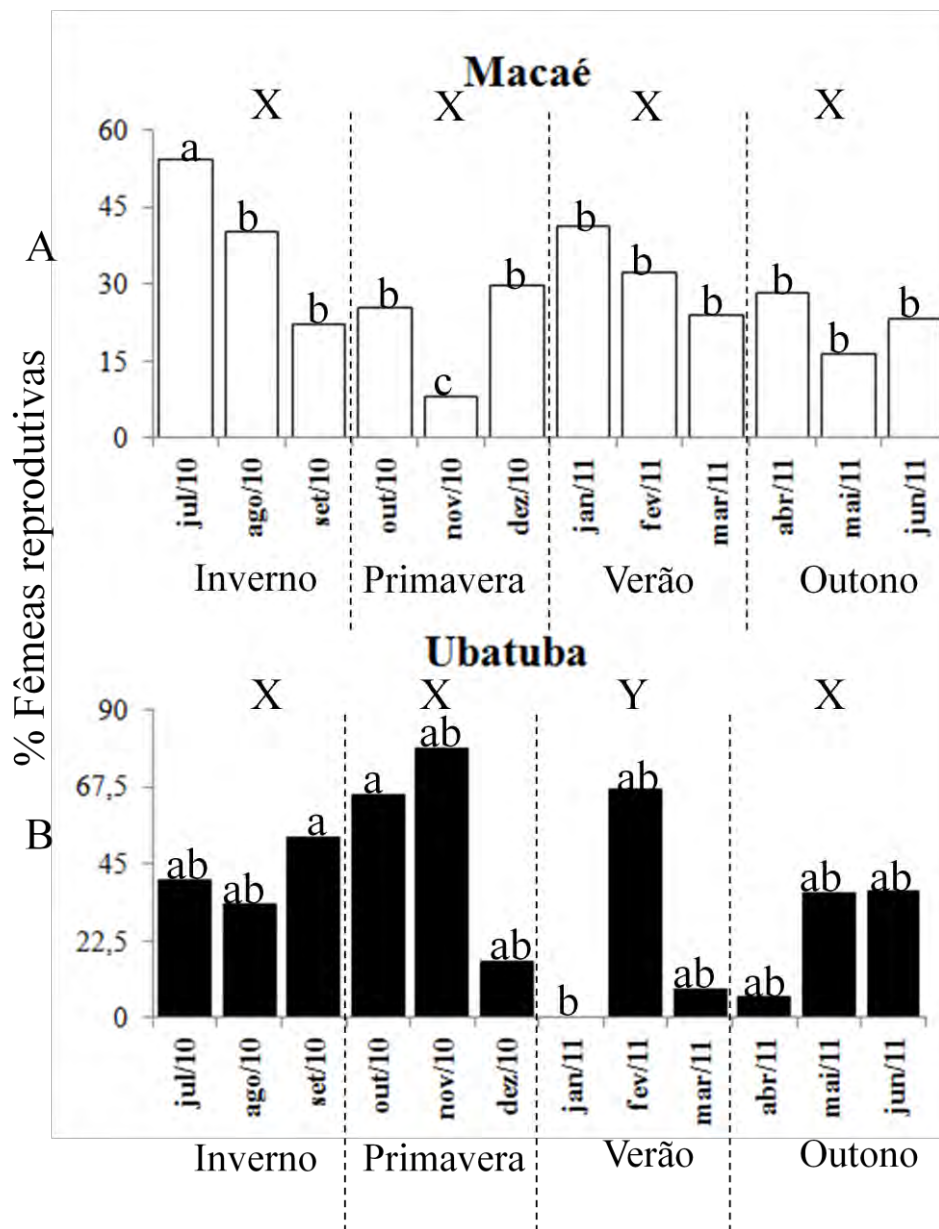 Macaé
X X X X
60
45
30
15
0
a b b b c b b b b b b b
jul/10 ago/10 set/10 out/10 nov/10 dez/10 jan/11 fev/11 mar/11 abr/11 mai/11 jun/11
Inverno Primavera Verão Outono
A
% Fêmeas reprodutivas
B
Ubatuba
X X Y X
90
67,5
45
22,5
0
ab ab a a ab ab b ab ab ab ab ab
jul/10 ago/10 set/10 out/10 nov/10 dez/10 jan/11 fev/11 mar/11 abr/11 mai/11 jun/11
Inverno Primavera Verão Outono